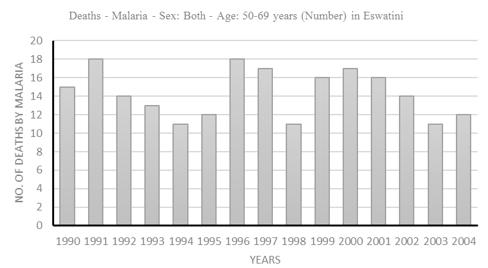 Deaths - Malaria - Sex: Both - Age: 50-69 years (Number) in Eswatini
NO. OF DEATHS BY MALARIA
20
18
16
14
12
10
8
6
4
2
0
1990 1991 1992 1993 1994 1995 1996 1997 1998 1999 2000 2001 2002 2003 2004
YEARS